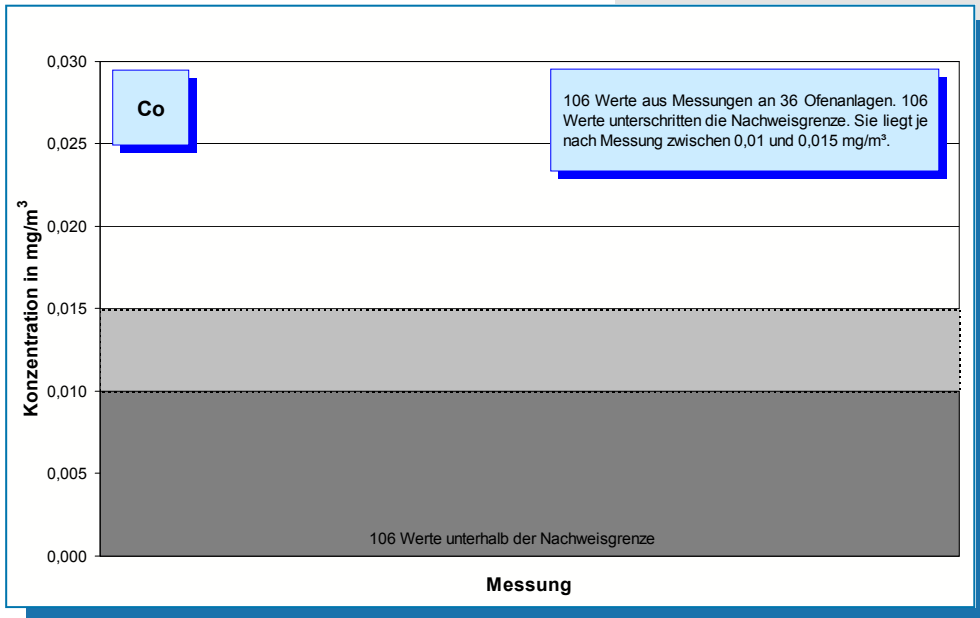 Co
106 Werte aus Messungen an 36 Ofenanlagen. 106
Werte unterschritten die Nachweisgrenze. Sie liegt je
nach Messung zwischen 0,01 und 0,015 mg/m³.
Konzentration in mg/m³
0,030
0,025
0,020
0,015
0,010
0,005
0,000
106 Werte unterhalb der Nachweisgrenze
Messung